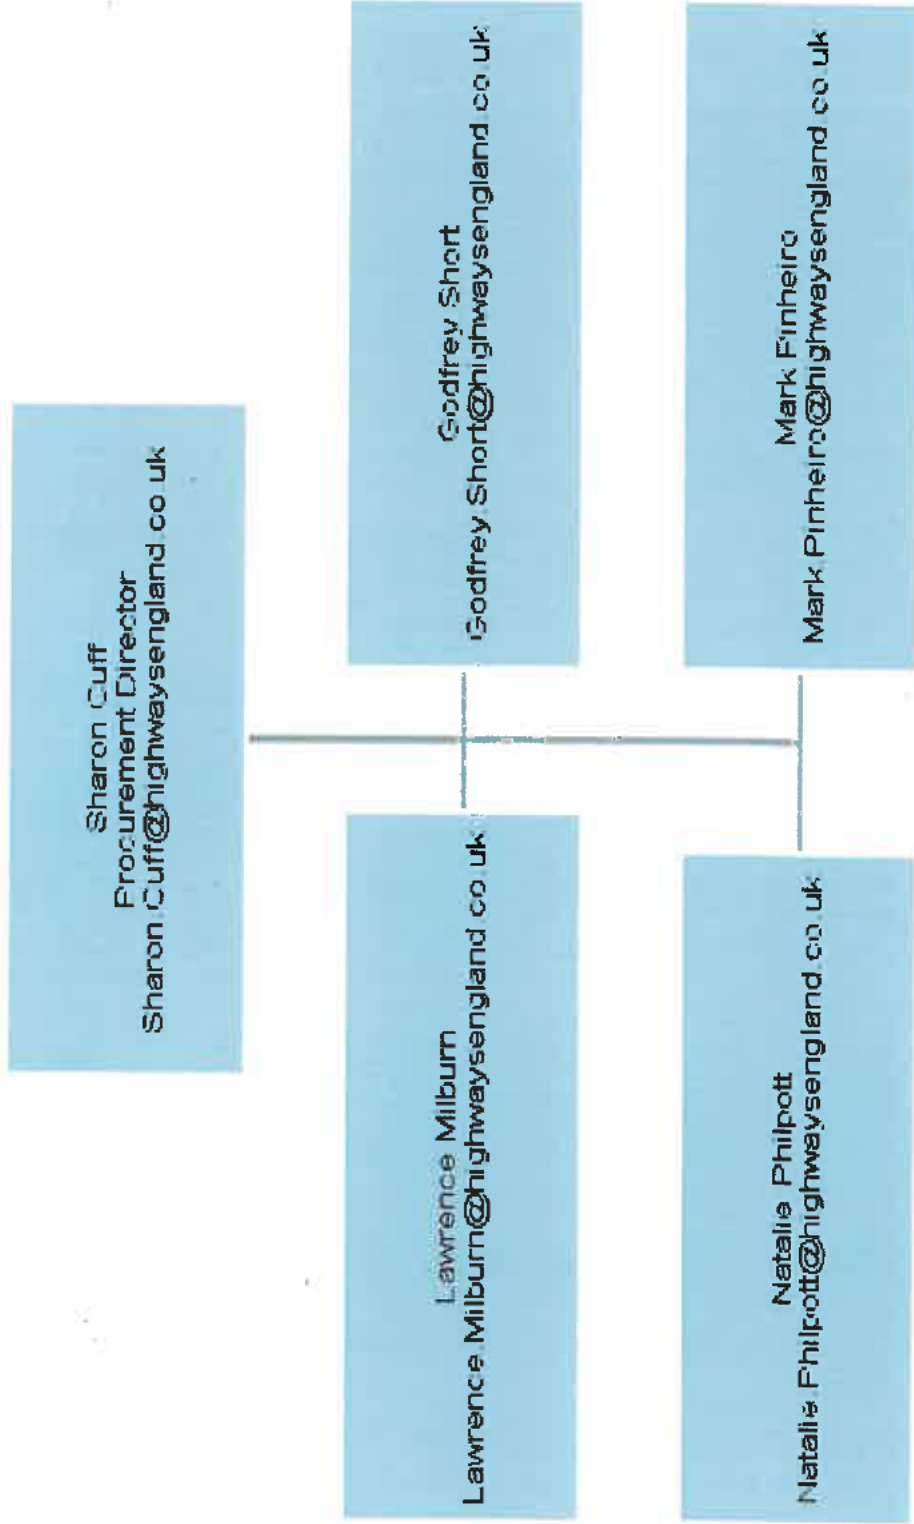 Sharon Cuff
Procurement Director
Sharon.Cuff@highwaysengland.co.uk
Lawrence Milburn
Lawrence.Milburn@highwaysengland.co.uk
Godfrey Short
Godfrey.Short@highwaysengland.co.uk
Natalie Philpott
Natalie.Philpott@highwaysengland.co.uk
Mark Pinheiro
Mark.Pinheiro@highwaysengland.co.uk